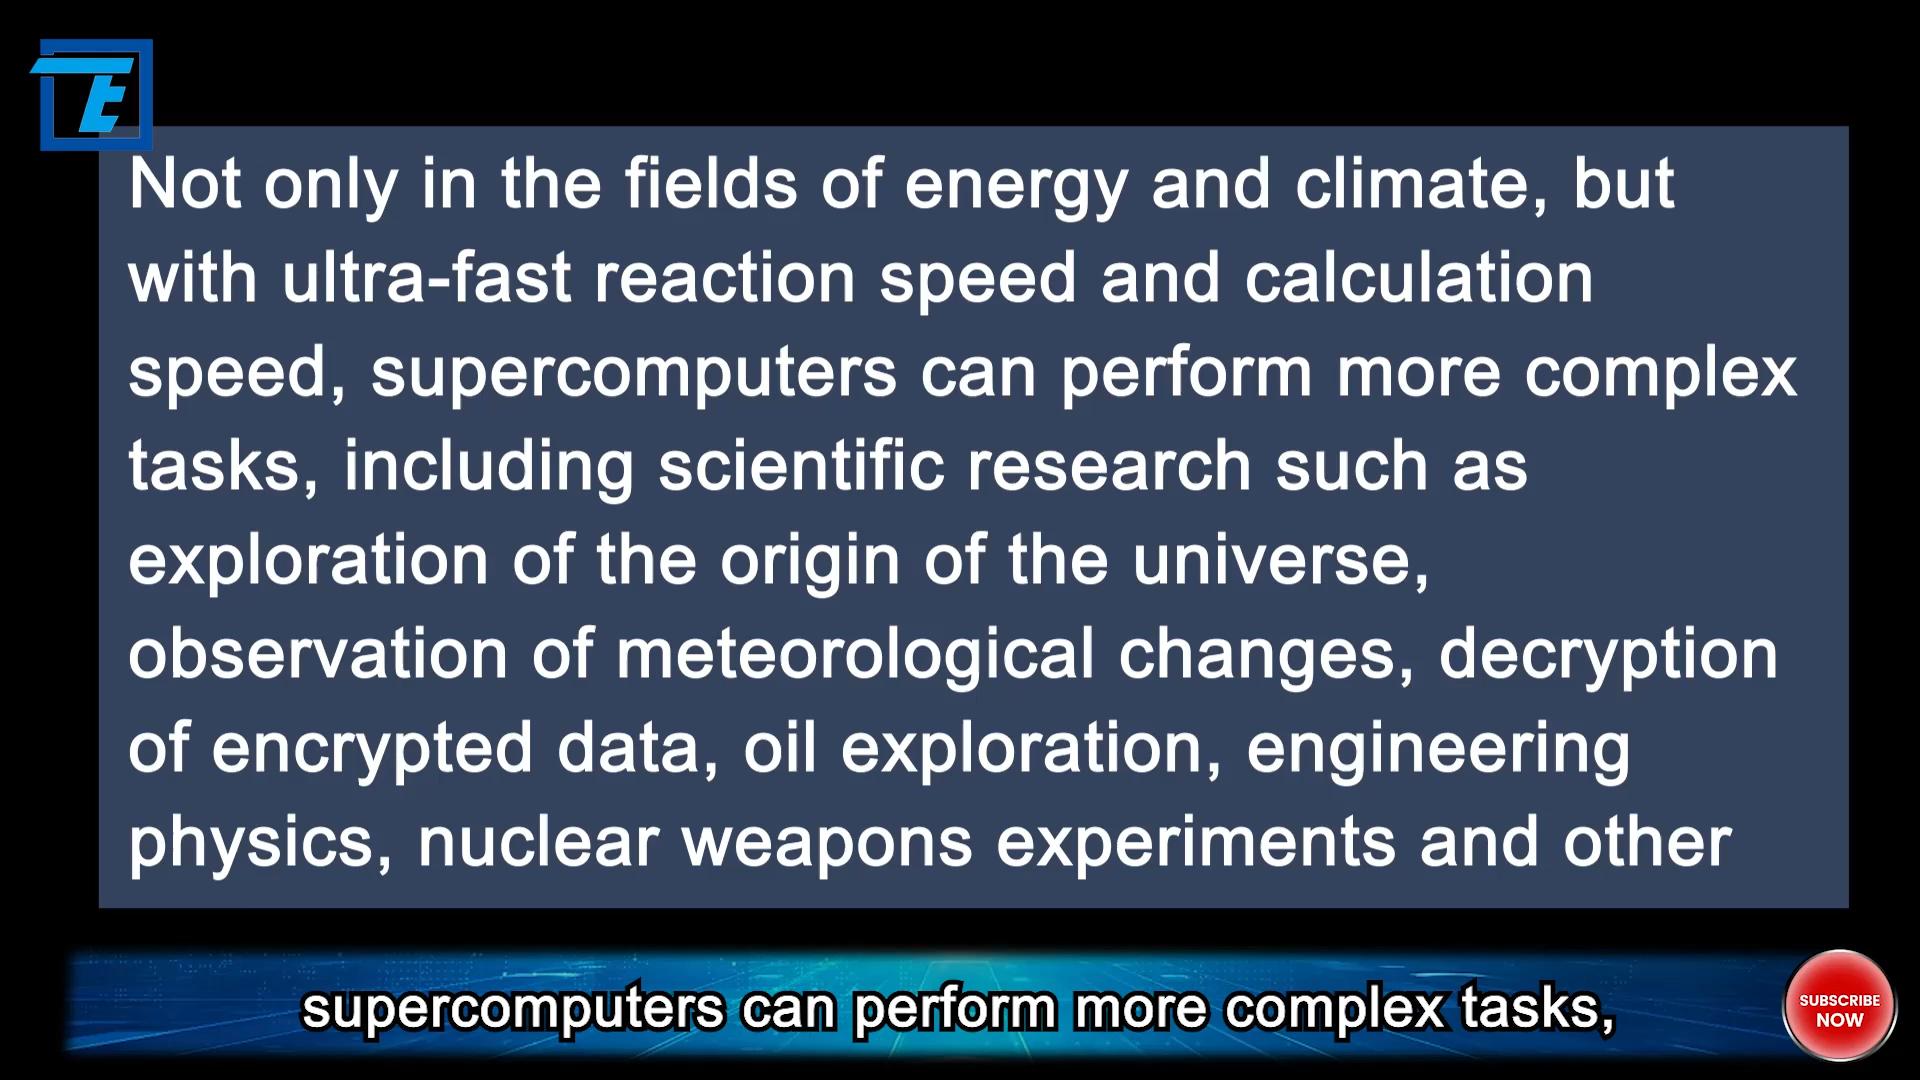 TE
Not only in the fields of energy and climate, but
with ultra-fast reaction speed and calculation
speed, supercomputers can perform more complex
tasks, including scientific research such as
exploration of the origin of the universe,
observation of meteorological changes, decryption
of encrypted data, oil exploration, engineering
physics, nuclear weapons experiments and other
supercomputers can perform more complex tasks,
SUBSCRIBE
NOW